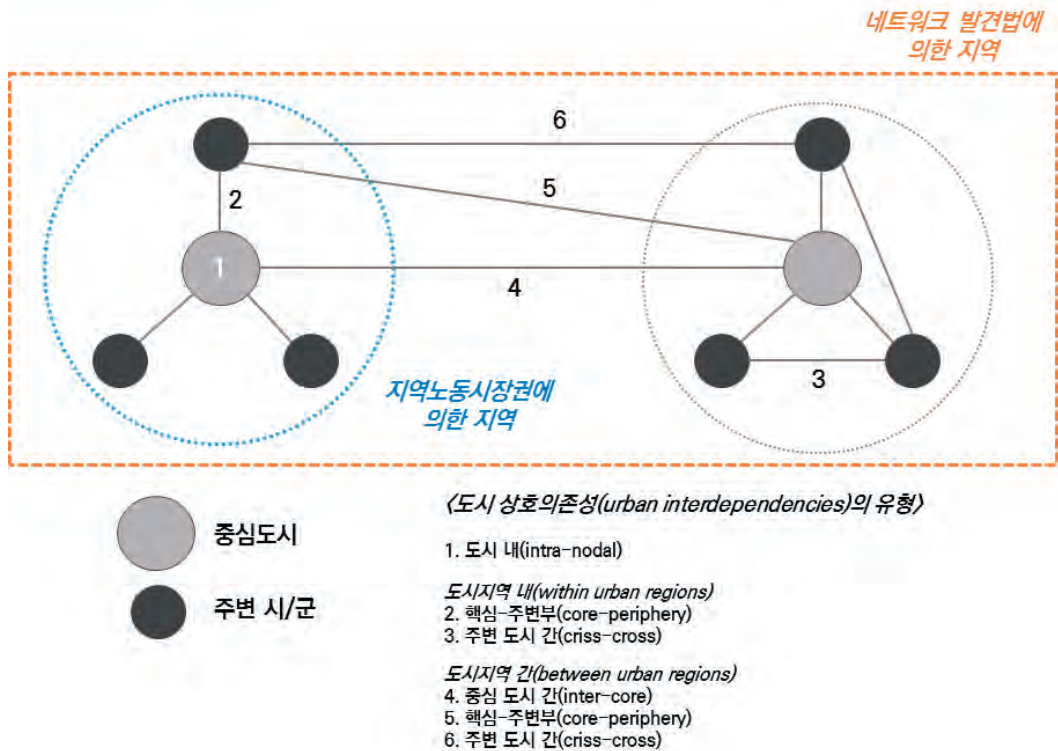 네트워크 발견법에
의한 지역
6
5
2
1
4
3
지역노동시장권에
의한 지역
중심도시
주변 시/군
〈도시 상호의존성(urban interdependencies)의 유형〉
1. 도시 내(intra-nodal)
도시지역 내(within urban regions)
2. 핵심-주변부(core-periphery)
3. 주변 도시 간(criss-cross)
도시지역 간(between urban regions)
4. 중심 도시 간(inter-core)
5. 핵심-주변부(core-periphery)
6. 주변 도시 간(criss-cross)